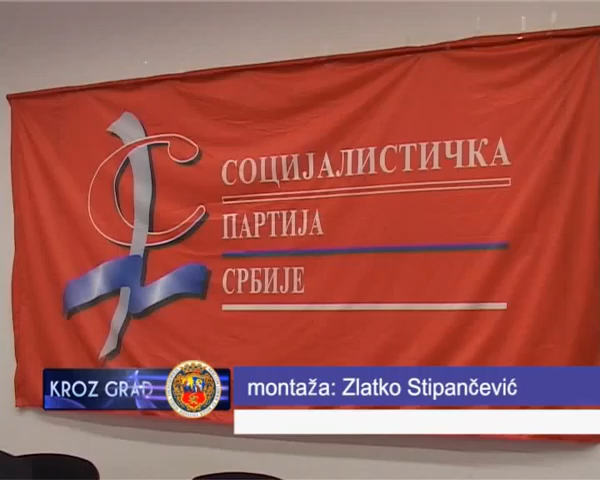 СОЦИЈАЛИСТИЧКА
ПАРТИЈА
СРБИЈЕ
KROZ GRAD
montaža: Zlatko Stipančević